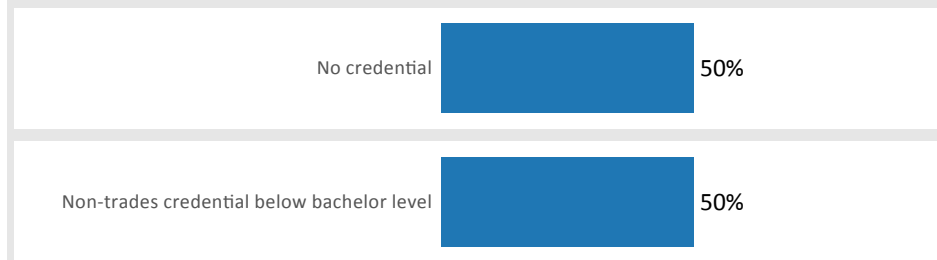 No credential 50%
Non-trades credential below bachelor level 50%